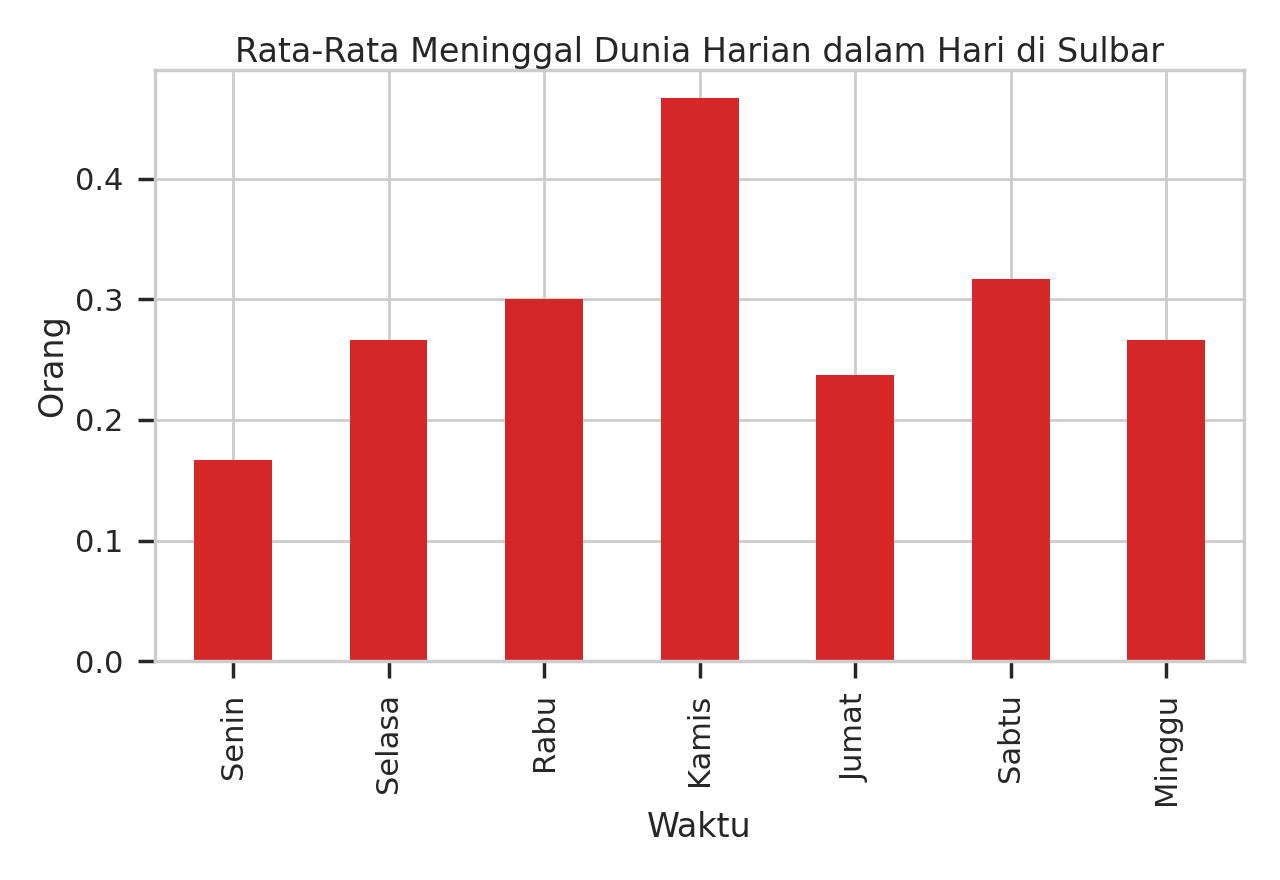 Rata-Rata Meninggal Dunia Harian dalam Hari di Sulbar
Orang
0.4
0.3
0.2
0.1
0.0
Senin
Selasa
Rabu
Kamis
Jumat
Sabtu
Minggu
Waktu